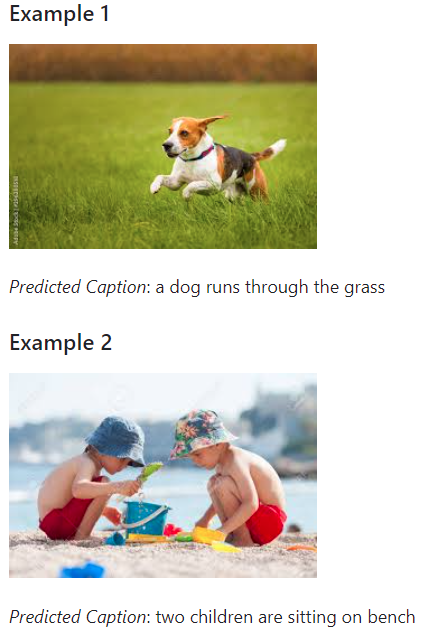 Example 1
Predicted Caption: a dog runs through the grass
Example 2
Predicted Caption: two children are sitting on bench